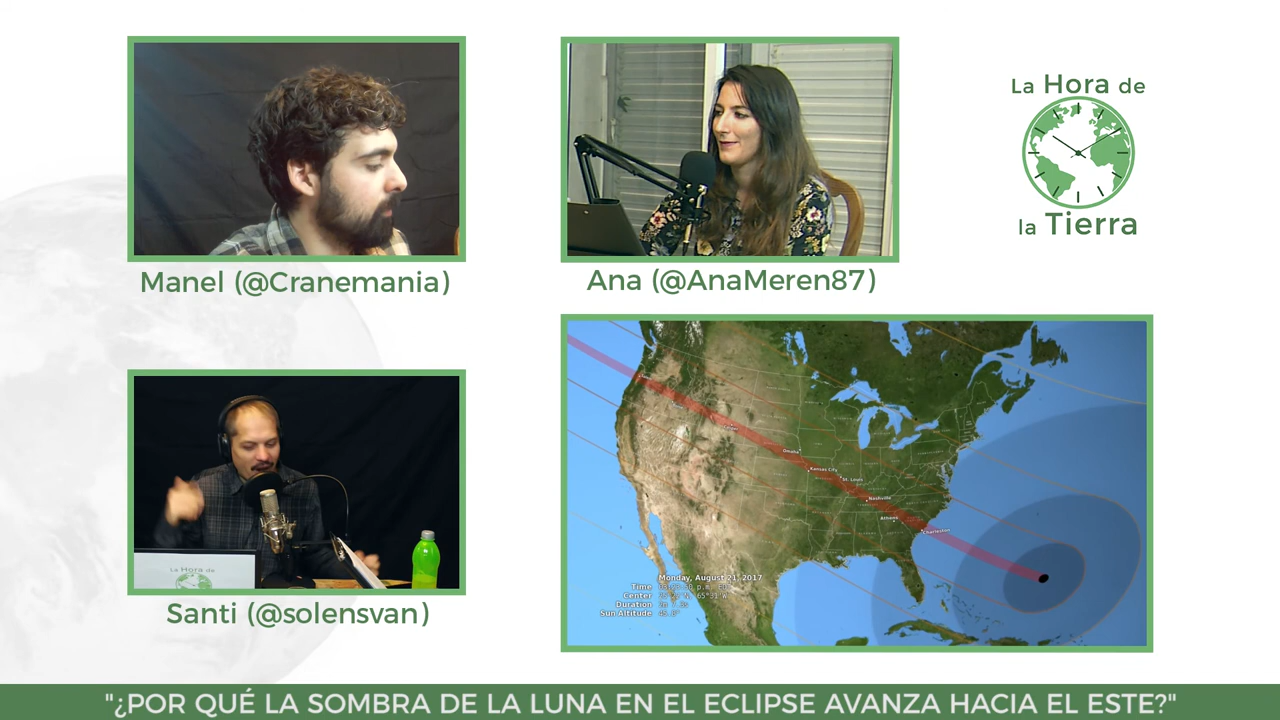 La Hora de
la Tierra
Manel (@Cranemania)
Ana (@AnaMeren87)
La Hora de
Santi (@solensvan)
Omaha
Kansas City
St. Louis
Nashville
Athens
Charleston
Monday, August 21, 2017
Time
Center
Duration
Sun Altitude
"¿POR QUÉ LA SOMBRA DE LA LUNA EN EL ECLIPSE AVANZA HACIA EL ESTE?"